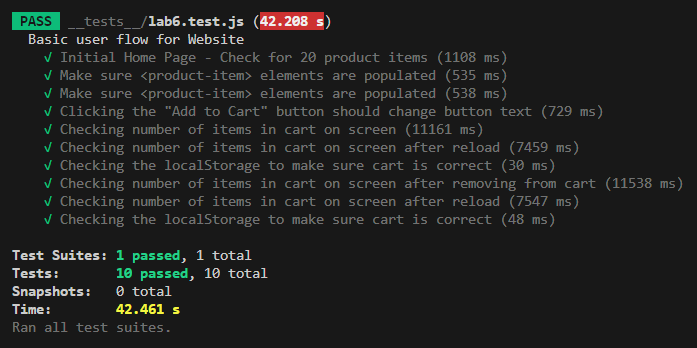 PASS __tests__/lab6.test.js (42.208 s)
Basic user flow for Website
√ Initial Home Page - Check for 20 product items (1108 ms)
√ Make sure <product-item> elements are populated (535 ms)
√ Make sure <product-item> elements are populated (538 ms)
√ Clicking the "Add to Cart" button should change button text (729 ms)
√ Checking number of items in cart on screen (11161 ms)
√ Checking number of items in cart on screen after reload (7459 ms)
√ Checking the localStorage to make sure cart is correct (30 ms)
√ Checking number of items in cart on screen after removing from cart (11538 ms)
√ Checking number of items in cart on screen after reload (7547 ms)
√ Checking the localStorage to make sure cart is correct (48 ms)
Test Suites: 1 passed, 1 total
Tests: 10 passed, 10 total
Snapshots: 0 total
Time: 42.461 s
Ran all test suites.